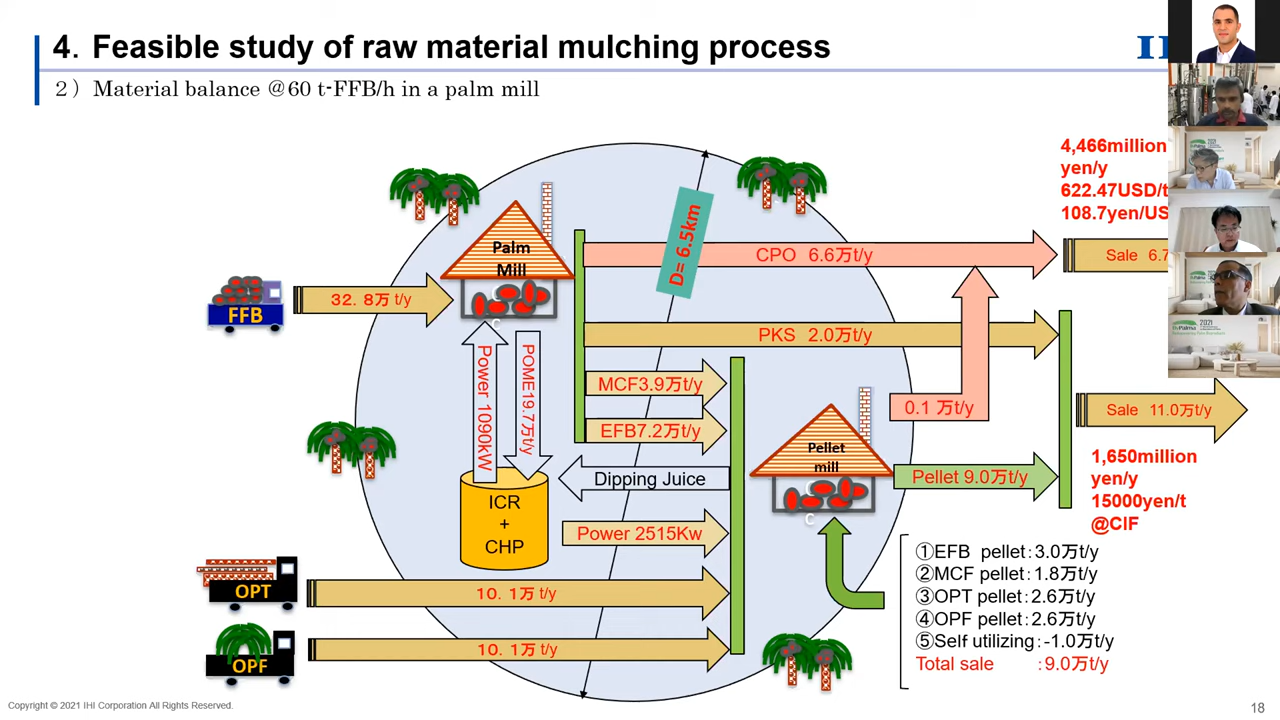 4. Feasible study of raw material mulching process
2）Material balance @60 t-FFB/h in a palm mill
4,466million
yen/y
622.47USD/t
108.7yen/US
D= 6.5km
Palm
Mill
CPO 6.6万t/y
Sale 6.7
FFB
32. 8万 t/y
PKS 2.0万t/y
Power 1090kW
POME19.7万t/y
MCF3.9万t/y
0.1 万t/y
Sale 11.0万t/y
EFB7.2万t/y
Pellet
mill
Dipping Juice
Pellet 9.0万t/y
1,650million
yen/y
15000yen/t
@CIF
ICR
+
CHP
Power 2515Kw
①EFB pellet：3.0万t/y
②MCF pellet：1.8万t/y
③OPT pellet：2.6万t/y
④OPF pellet：2.6万t/y
⑤Self utilizing：-1.0万t/y
Total sale ：9.0万t/y
OPT
10. 1万 t/y
OPF
10. 1万 t/y
Copyright © 2021 IHI Corporation All Rights Reserved.
18